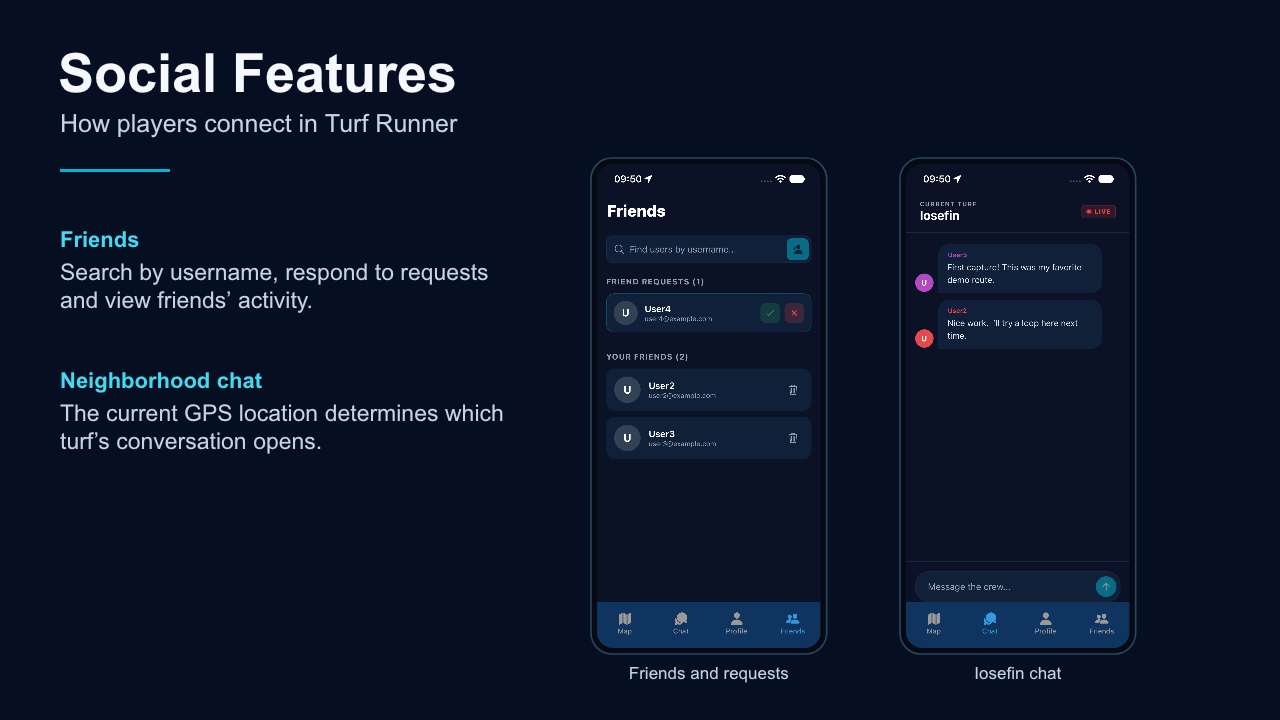 Social Features
How players connect in Turf Runner
Friends
Search by username, respond to requests
and view friends’ activity.
Neighborhood chat
The current GPS location determines which
turf’s conversation opens.
09:50
Friends
Find users by username...
FRIEND REQUESTS (1)
U
User4
user4@example.com
YOUR FRIENDS (2)
U
User2
user2@example.com
U
User3
user3@example.com
Map
Chat
Profile
Friends
Friends and requests
09:50
CURRENT TURF
Iosefin
LIVE
User5
First capture! This was my favorite
demo route.
U
User2
Nice work. 'll try a loop here next
time.
U
Message the crew...
Map
Chat
Profile
Friends
Iosefin chat